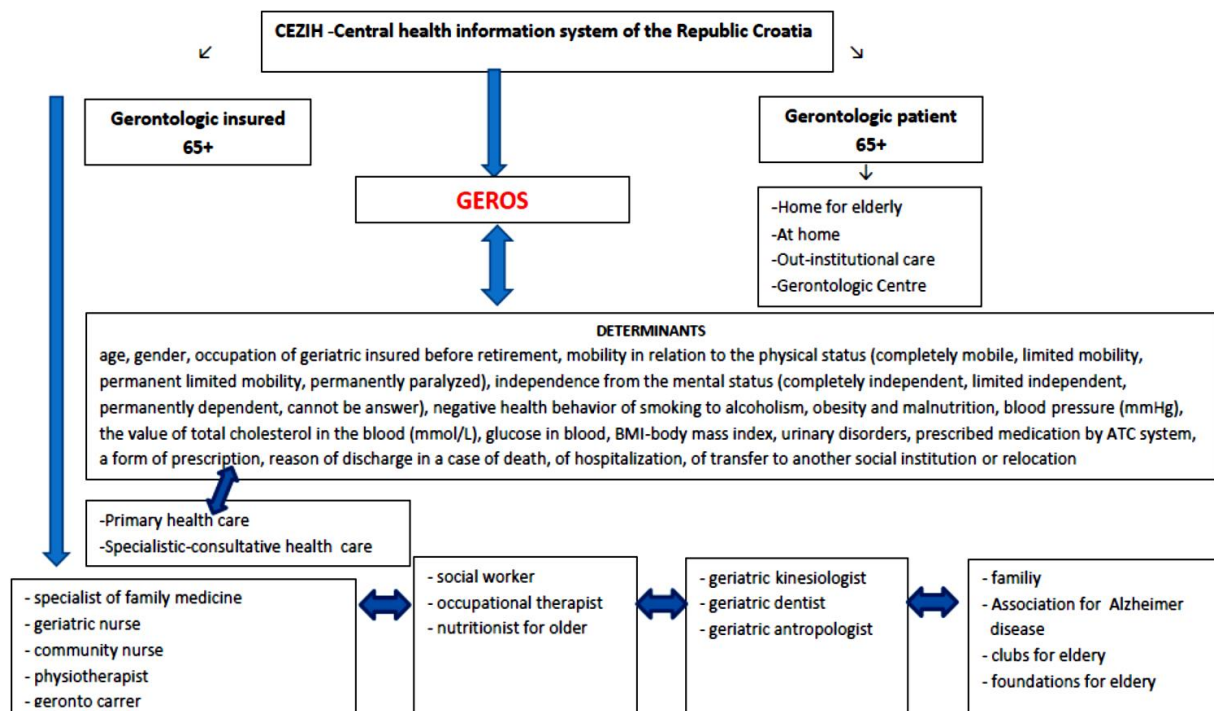 CEZIH -Central health information system of the Republic Croatia
Gerontologic insured
65+
Gerontologic patient
65+
GEROS
-Home for elderly
-At home
-Out-institutional care
-Gerontologic Centre
DETERMINANTS
age, gender, occupation of geriatric insured before retirement, mobility in relation to the physical status (completely mobile, limited mobility,
permanent limited mobility, permanently paralyzed), independence from the mental status (completely independent, limited independent,
permanently dependent, cannot be answer), negative health behavior of smoking to alcoholism, obesity and malnutrition, blood pressure (mmHg),
the value of total cholesterol in the blood (mmol/L), glucose in blood, BMI-body mass index, urinary disorders, prescribed medication by ATC system,
a form of prescription, reason of discharge in a case of death, of hospitalization, of transfer to another social institution or relocation
-Primary health care
-Specialistic-consultative health care
- specialist of family medicine
- geriatric nurse
- community nurse
- physiotherapist
- geronto carrer
- social worker
- occupational therapist
- nutritionist for older
- geriatric kinesiologist
- geriatric dentist
- geriatric antropologist
- familiy
- Association for Alzheimer
disease
- clubs for eldery
- foundations for eldery